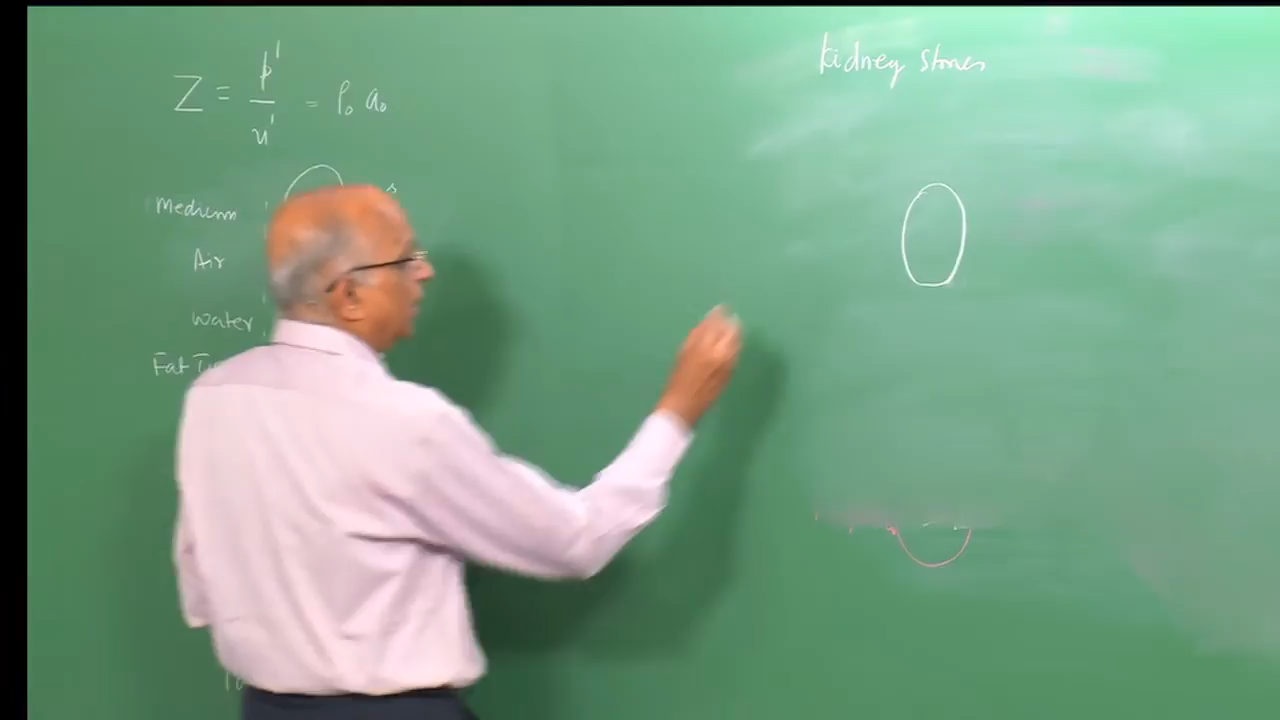 Z = p'/u' = ρ₀ a₀
Medium
Air
Water
Fat
kidney stones